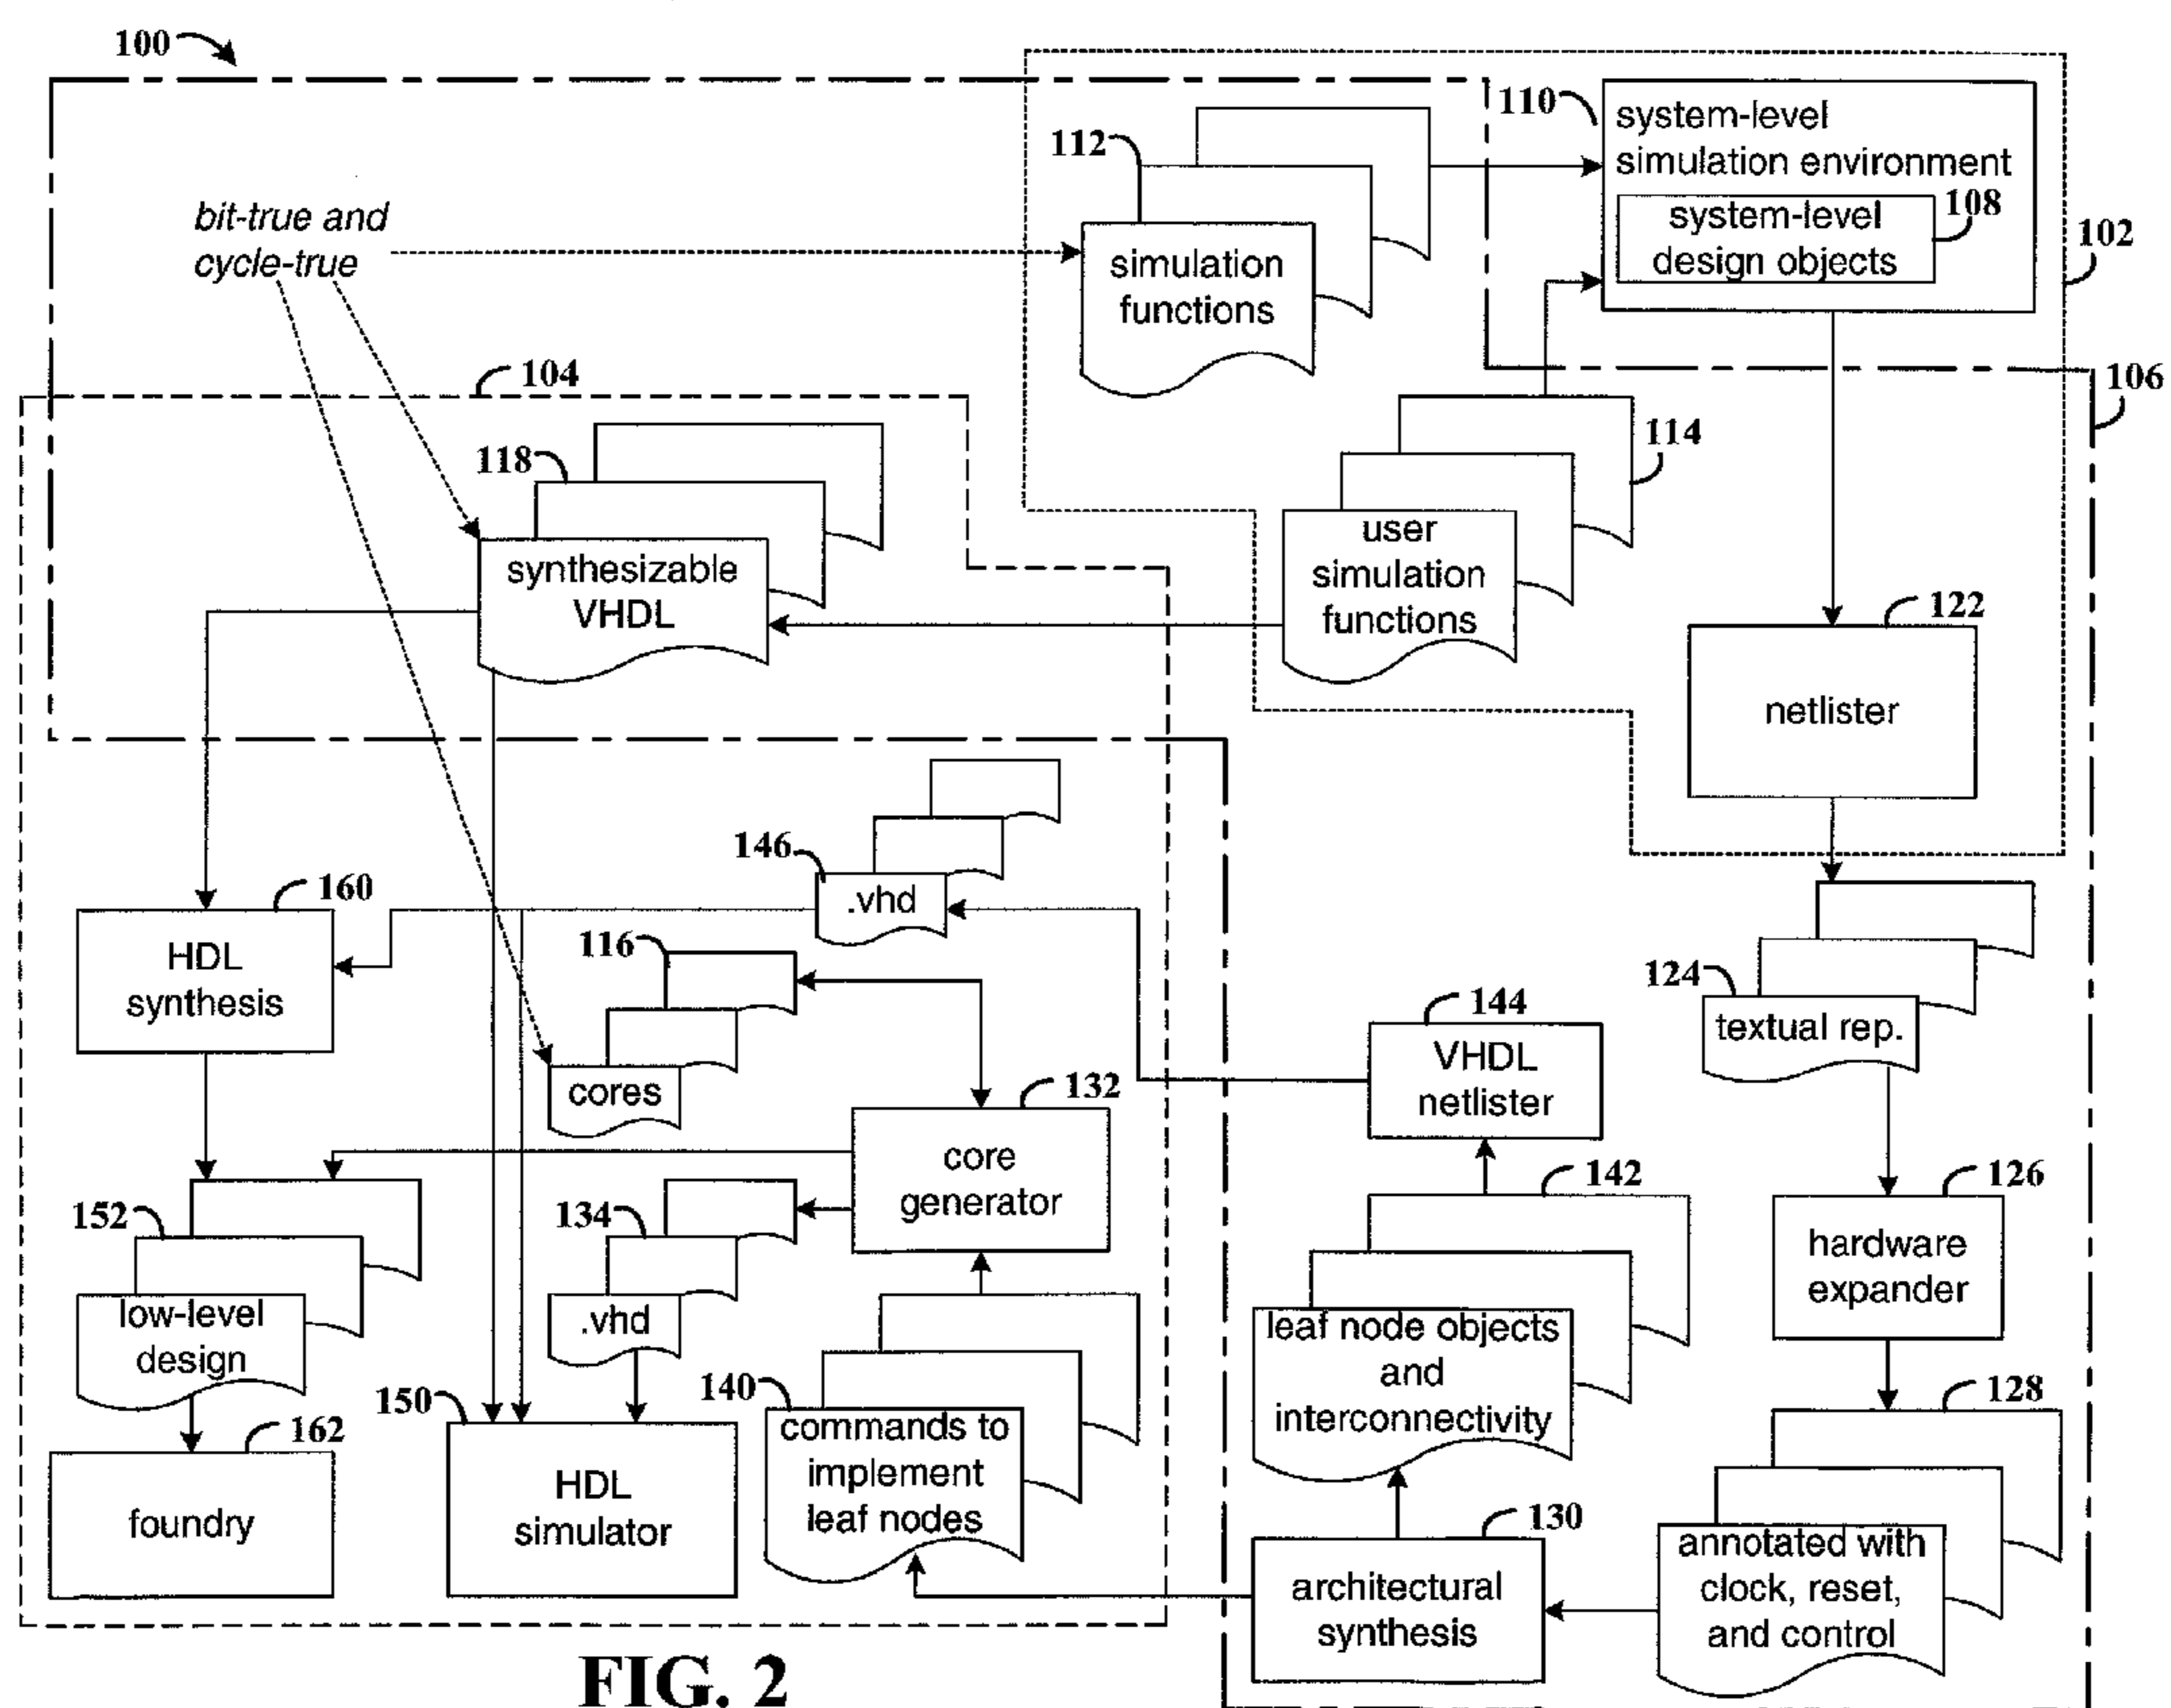 100
110
system-level
simulation environment
112
system-level
design objects
108
102
bit-true and
cycle-true
simulation
functions
104
106
114
118
user
simulation
functions
synthesizable
VHDL
122
netlister
146
.vhd
160
HDL
synthesis
116
cores
124
textual rep.
144
VHDL
netlister
132
core
generator
142
126
hardware
expander
152
134
low-level
design
.vhd
leaf node objects
and
interconnectivity
128
150
140
commands to
implement
leaf nodes
162
foundry
HDL
simulator
130
architectural
synthesis
annotated with
clock, reset,
and control
FIG. 2